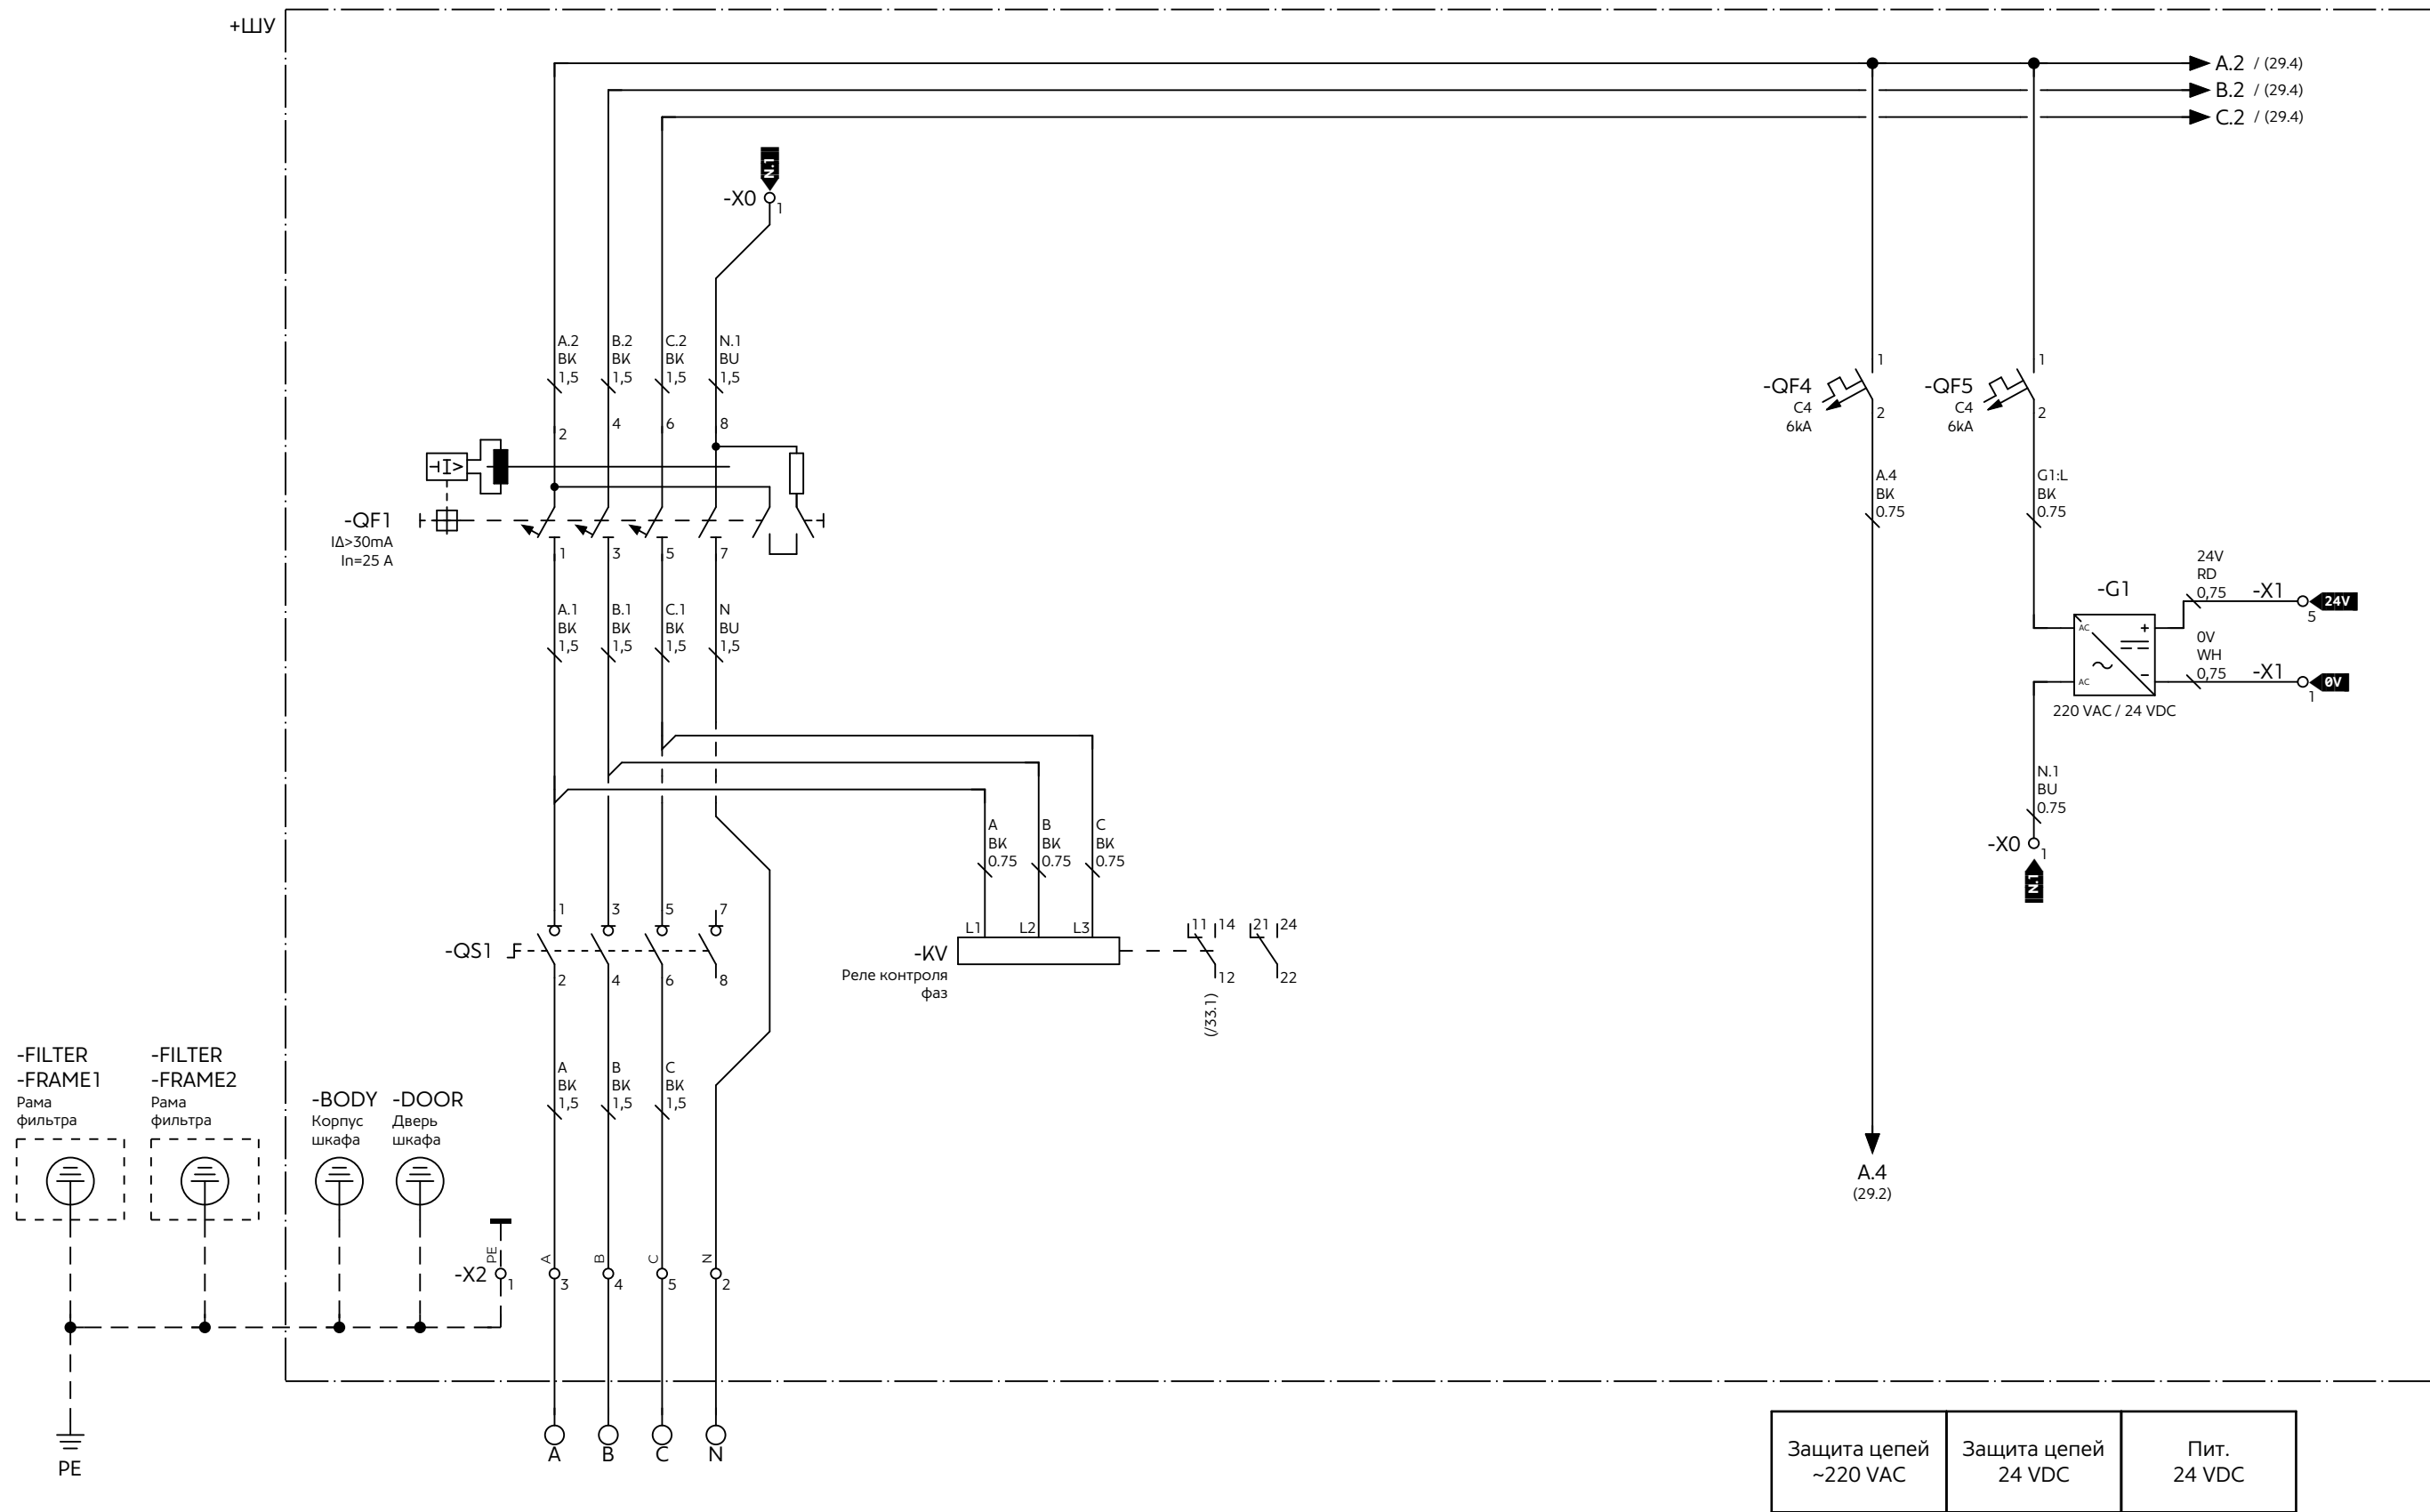 +ШУ
A.2 / (29.4)
B.2 / (29.4)
C.2 / (29.4)
N.1
-X0
1
A.2
BK
1,5
B.2
BK
1,5
C.2
BK
1,5
N.1
BU
1,5
2
4
6
8
I>
-QF1
IΔ>30mA
In=25 A
1
3
5
7
-QF4
C4
6kA
1
2
-QF5
C4
6kA
1
2
A.4
BK
0.75
G1:L
BK
0.75
A.1
BK
1,5
B.1
BK
1,5
C.1
BK
1,5
N
BU
1,5
-G1
AC
AC
+
−
220 VAC / 24 VDC
24V
RD
0,75
-X1
5
24V
0V
WH
0,75
-X1
1
0V
N.1
BU
0.75
-X0
1
N.1
A
BK
0.75
B
BK
0.75
C
BK
0.75
-QS1
1
3
5
7
2
4
6
8
L1
L2
L3
-KV
Реле контроля
фаз
11
14
12
21
24
22
(/33.1)
A
BK
1,5
B
BK
1,5
C
BK
1,5
-FILTER
-FRAME1
Рама
фильтра
-FILTER
-FRAME2
Рама
фильтра
-BODY
Корпус
шкафа
-DOOR
Дверь
шкафа
A.4
(29.2)
-X2
PE
1
A
3
B
4
C
5
N
2
PE
A
B
C
N
Защита цепей
~220 VAC
Защита цепей
24 VDC
Пит.
24 VDC